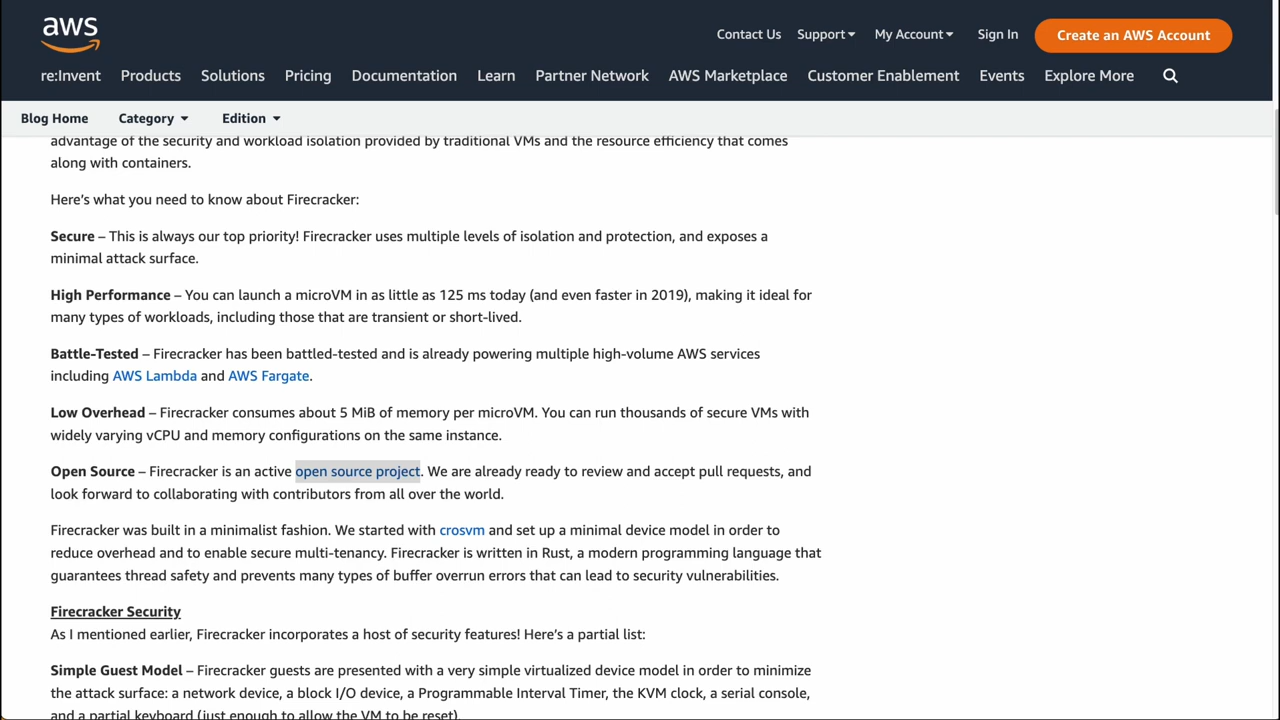 aws
Contact Us Support My Account Sign In Create an AWS Account
re:Invent Products Solutions Pricing Documentation Learn Partner Network AWS Marketplace Customer Enablement Events Explore More
Blog Home Category Edition
advantage of the security and workload isolation provided by traditional VMs and the resource efficiency that comes
along with containers.
Here's what you need to know about Firecracker:
Secure – This is always our top priority! Firecracker uses multiple levels of isolation and protection, and exposes a
minimal attack surface.
High Performance – You can launch a microVM in as little as 125 ms today (and even faster in 2019), making it ideal for
many types of workloads, including those that are transient or short-lived.
Battle-Tested – Firecracker has been battled-tested and is already powering multiple high-volume AWS services
including AWS Lambda and AWS Fargate.
Low Overhead – Firecracker consumes about 5 MiB of memory per microVM. You can run thousands of secure VMs with
widely varying vCPU and memory configurations on the same instance.
Open Source – Firecracker is an active open source project. We are already ready to review and accept pull requests, and
look forward to collaborating with contributors from all over the world.
Firecracker was built in a minimalist fashion. We started with crosvm and set up a minimal device model in order to
reduce overhead and to enable secure multi-tenancy. Firecracker is written in Rust, a modern programming language that
guarantees thread safety and prevents many types of buffer overrun errors that can lead to security vulnerabilities.
Firecracker Security
As I mentioned earlier, Firecracker incorporates a host of security features! Here's a partial list:
Simple Guest Model – Firecracker guests are presented with a very simple virtualized device model in order to minimize
the attack surface: a network device, a block I/O device, a Programmable Interval Timer, the KVM clock, a serial console,
and a partial keyboard (just enough to allow the VM to be reset).